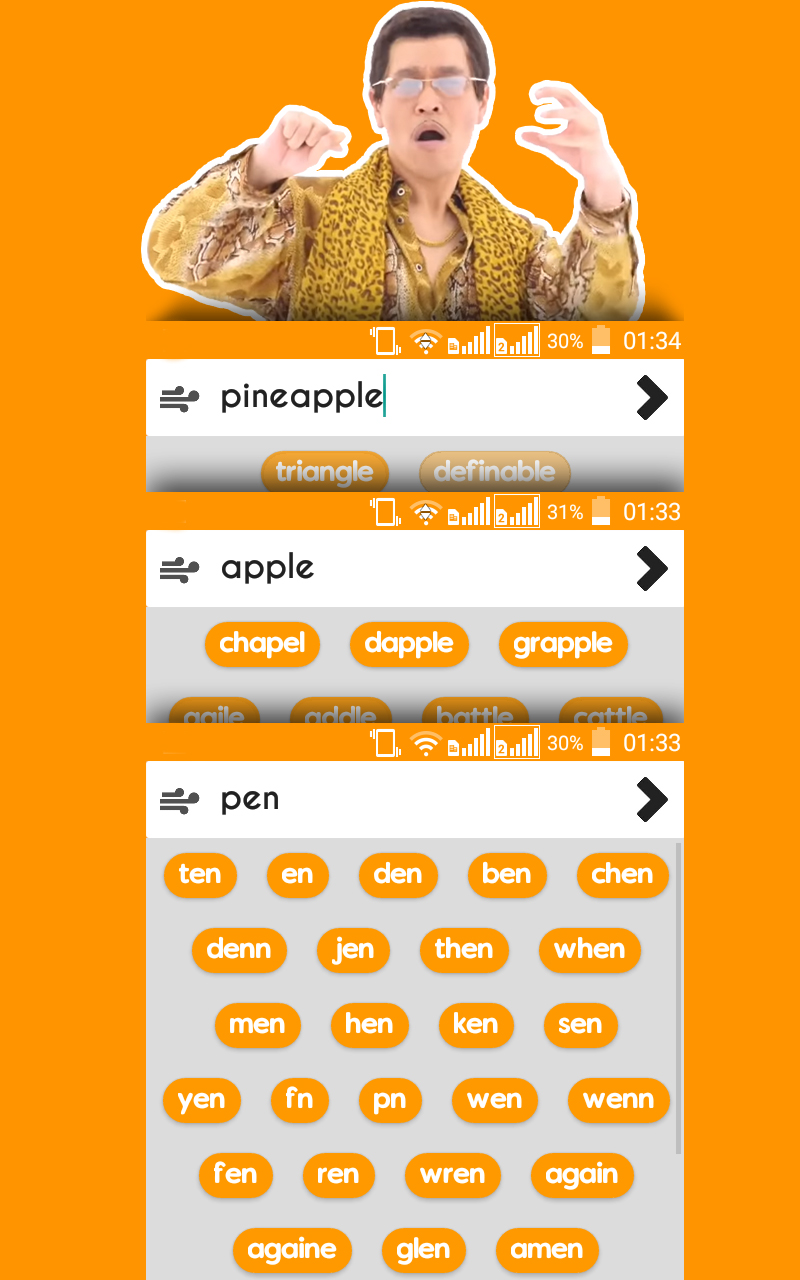 30% 01:34
pineapple
triangle definable
31% 01:33
apple
chapel dapple grapple
agile addle battle cattle
2 30% 01:33
pen
ten en den ben chen
denn jen then when
men hen ken sen
yen fn pn wen wenn
fen ren wren again
againe glen amen